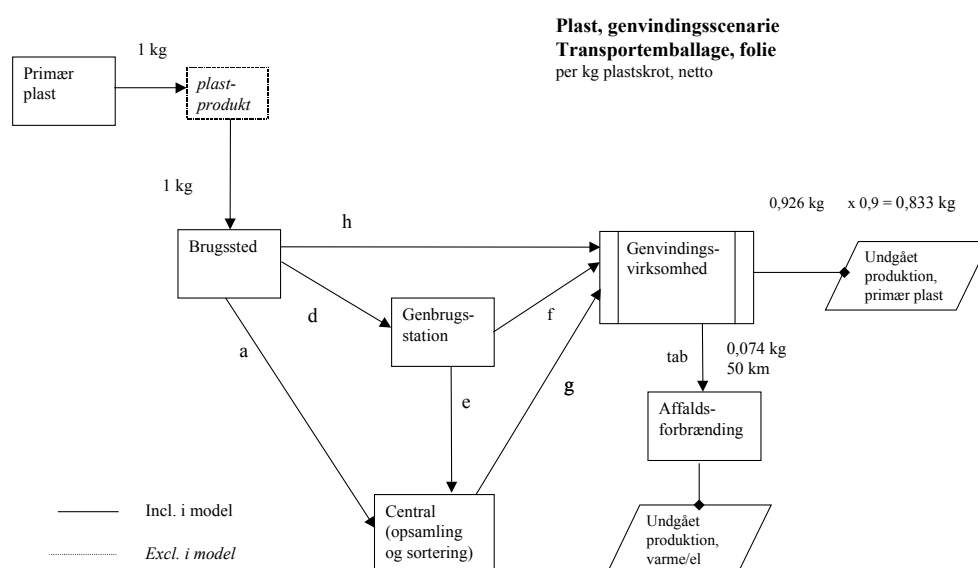 Plast, genvindingsscenarie
Transportemballage, folie
per kg plastskrot, netto
1 kg
Primær
plast
plast-
produkt
1 kg
0,926 kg x 0,9 = 0,833 kg
Brugssted
h
Genvindings-
virksomhed
Undgået
produktion,
primær plast
d
Genbrugs-
station
f
a
tab
0,074 kg
50 km
g
e
Affalds-
forbrænding
Central
(opsamling
og sortering)
Undgået
produktion,
varme/el
Incl. i model
Excl. i model